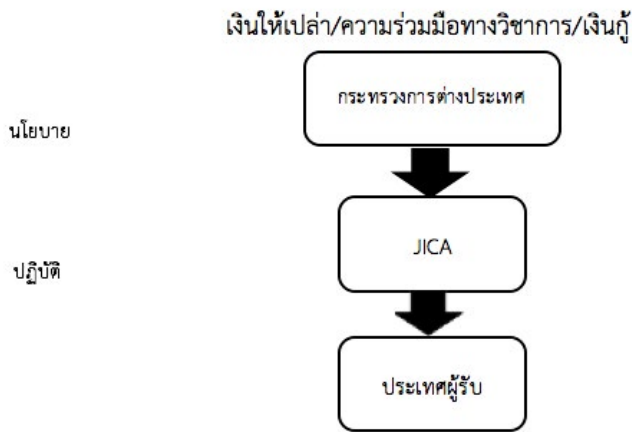 เงินให้เปล่า/ความร่วมมือทางวิชาการ/เงินกู้
กระทรวงการต่างประเทศ
นโยบาย
JICA
ปฏิบัติ
ประเทศผู้รับ